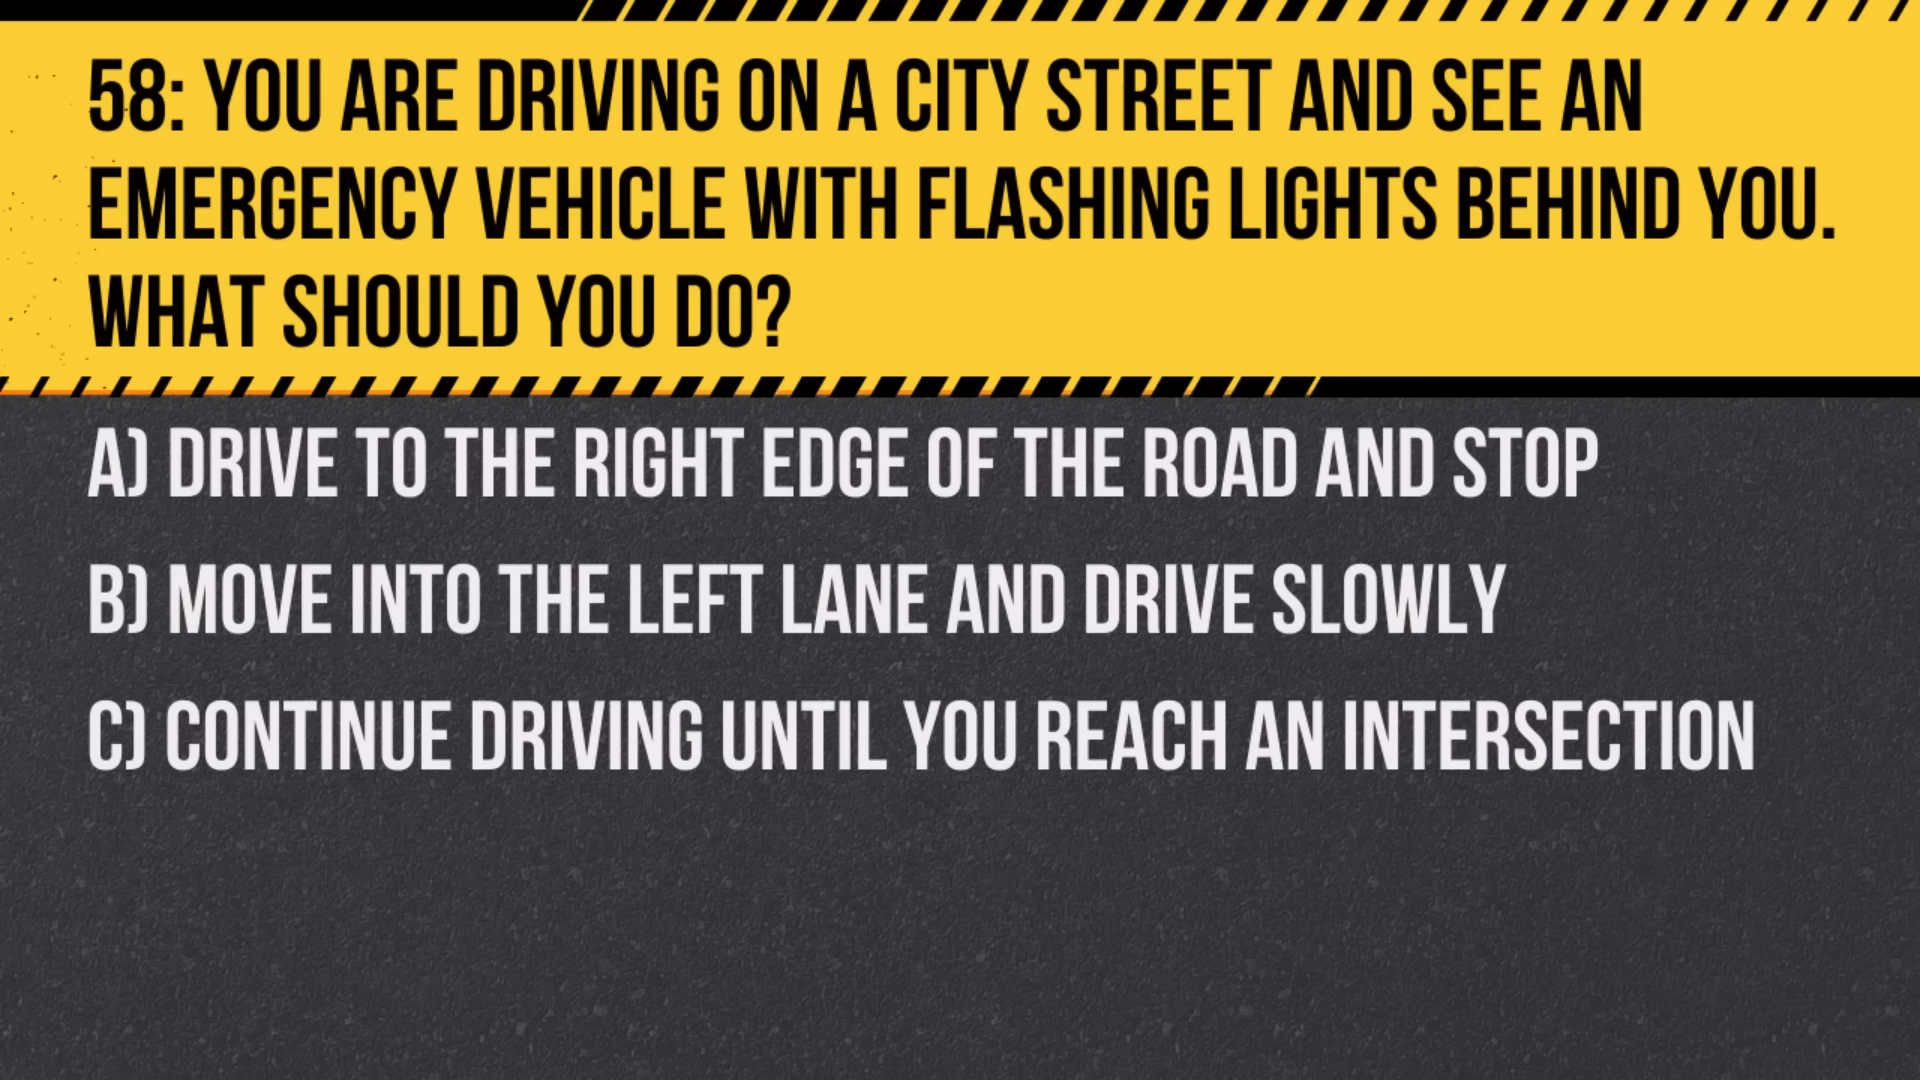 58: YOU ARE DRIVING ON A CITY STREET AND SEE AN
EMERGENCY VEHICLE WITH FLASHING LIGHTS BEHIND YOU.
WHAT SHOULD YOU DO?
A) DRIVE TO THE RIGHT EDGE OF THE ROAD AND STOP
B) MOVE INTO THE LEFT LANE AND DRIVE SLOWLY
C) CONTINUE DRIVING UNTIL YOU REACH AN INTERSECTION